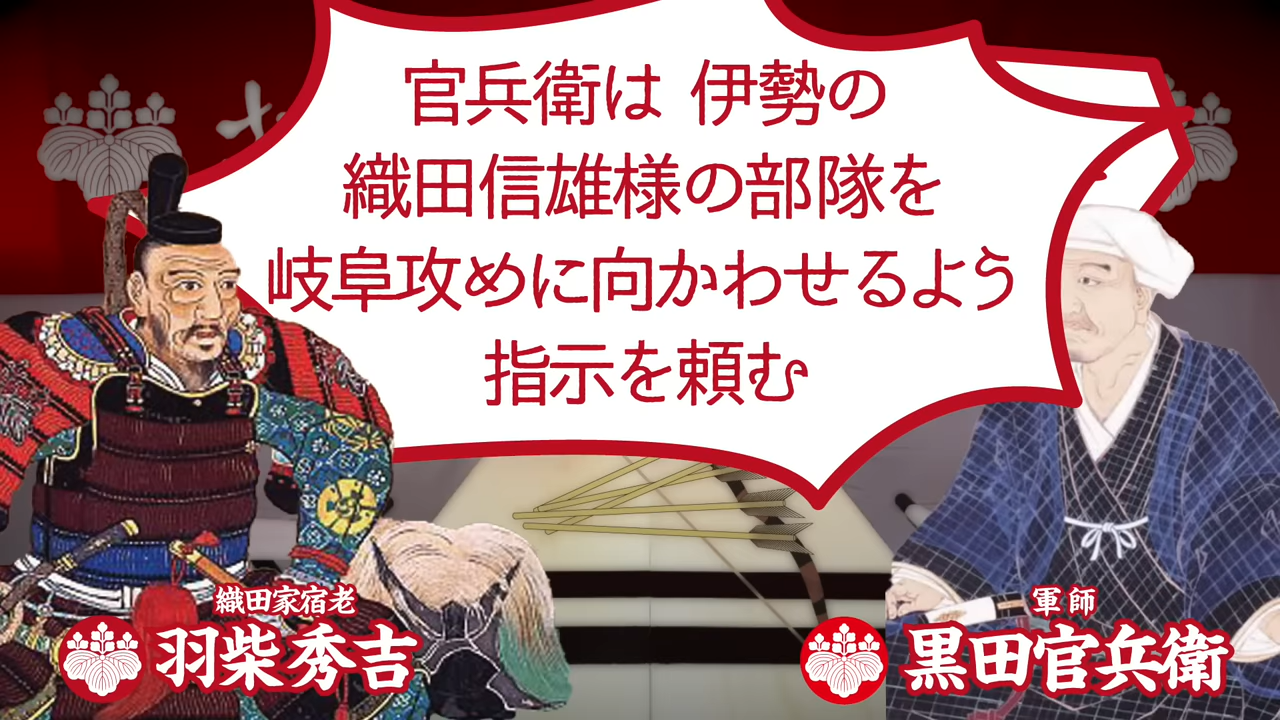 官兵衛は 伊勢の
織田信雄様の部隊を
岐阜攻めに向かわせるよう
指示を頼む
織田家宿老
羽柴秀吉
軍師
黒田官兵衛